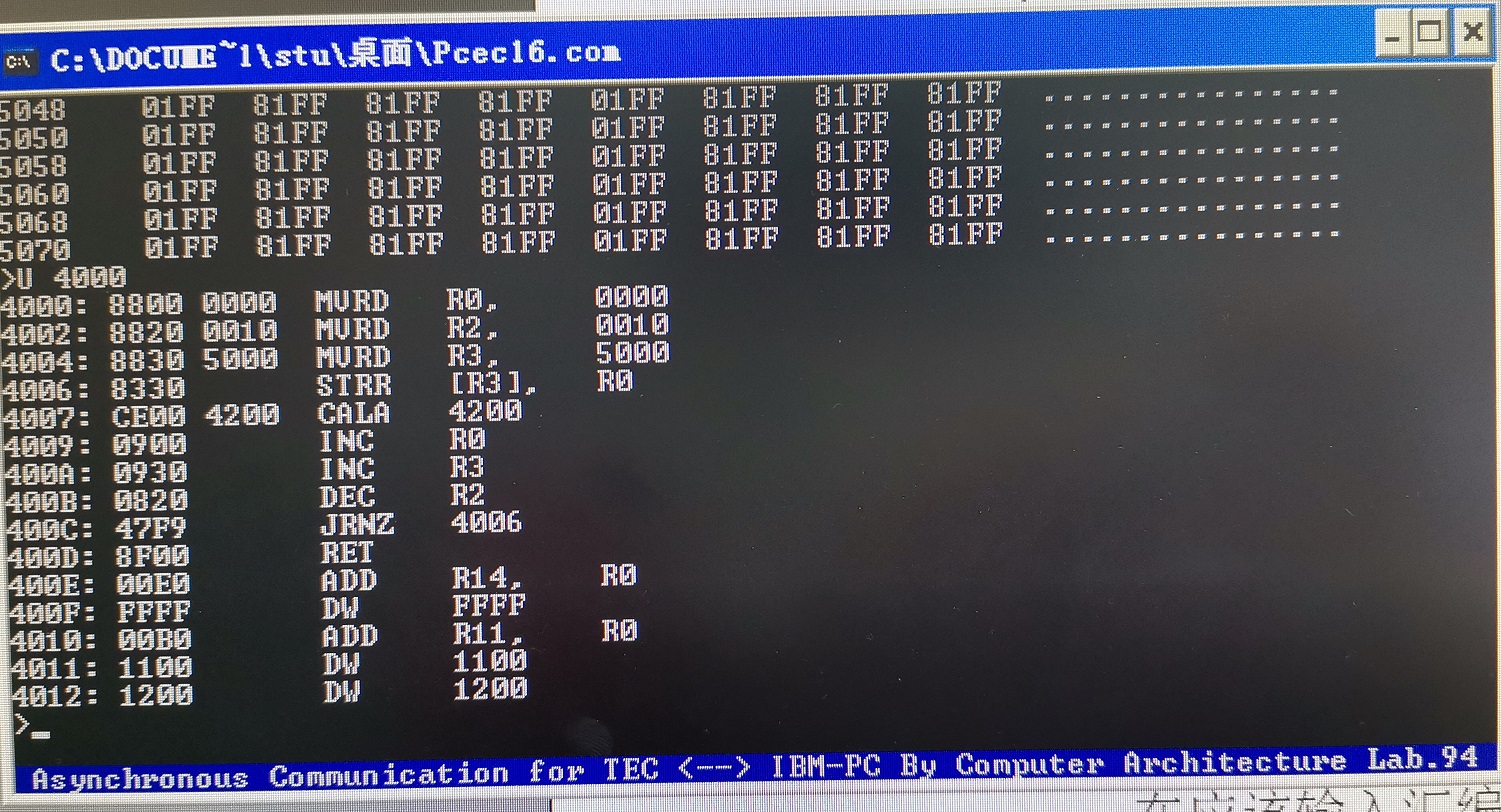 C:\DOCUME~1\stu\桌面\Pcec16.com
5048 01FF 81FF 81FF 81FF 01FF 81FF 81FF 81FF ................
5050 01FF 81FF 81FF 81FF 01FF 81FF 81FF 81FF ................
5058 01FF 81FF 81FF 81FF 01FF 81FF 81FF 81FF ................
5060 01FF 81FF 81FF 81FF 01FF 81FF 81FF 81FF ................
5068 01FF 81FF 81FF 81FF 01FF 81FF 81FF 81FF ................
5070 01FF 81FF 81FF 81FF 01FF 81FF 81FF 81FF ................
>U 4000
4000: 8800 0000 MVRD R0, 0000
4002: 8820 0010 MVRD R2, 0010
4004: 8830 5000 MVRD R3, 5000
4006: 8330 STRR [R3], R0
4007: CE00 4200 CALA 4200
4009: 0900 INC R0
400A: 0930 INC R3
400B: 0820 DEC R2
400C: 47F9 JRNZ 4006
400D: 8F00 RET
400E: 00E0 ADD R14, R0
400F: FFFF DW FFFF
4010: 00B0 ADD R11, R0
4011: 1100 DW 1100
4012: 1200 DW 1200
>_
Asynchronous Communication for TEC <--> IBM-PC By Computer Architecture Lab.94